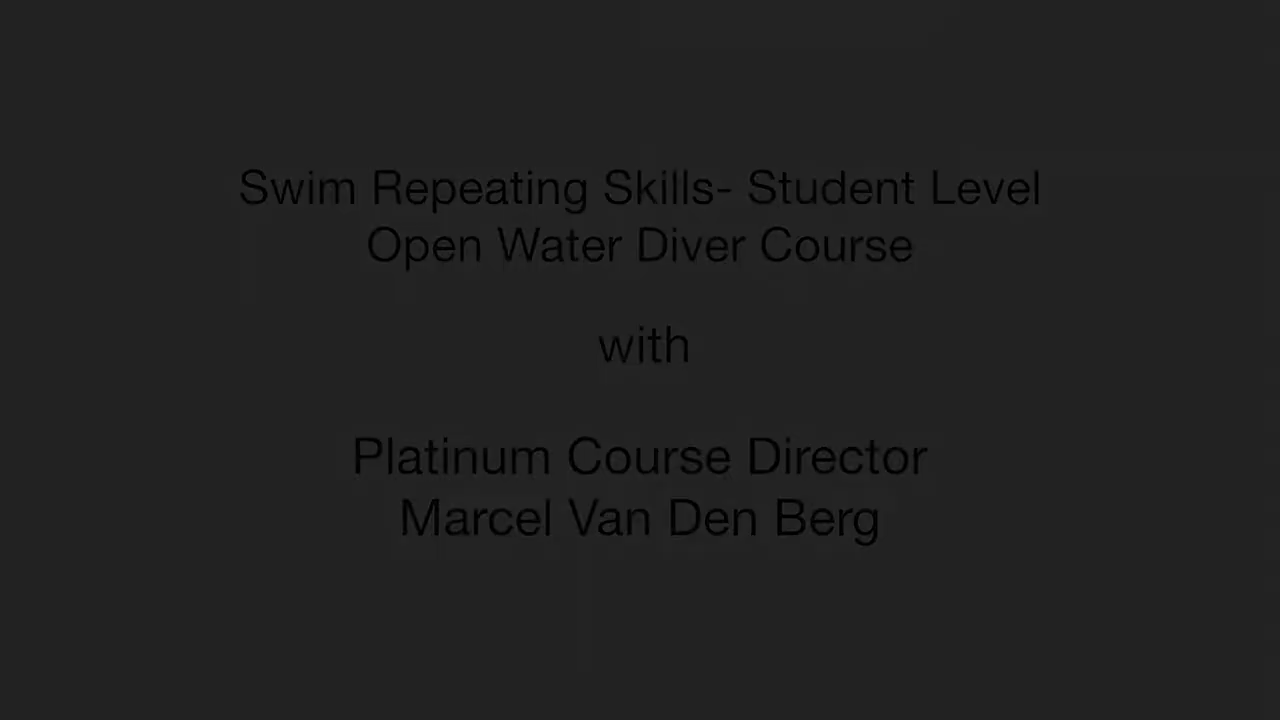 Swim Repeating Skills- Student Level
Open Water Diver Course
with
Platinum Course Director
Marcel Van Den Berg